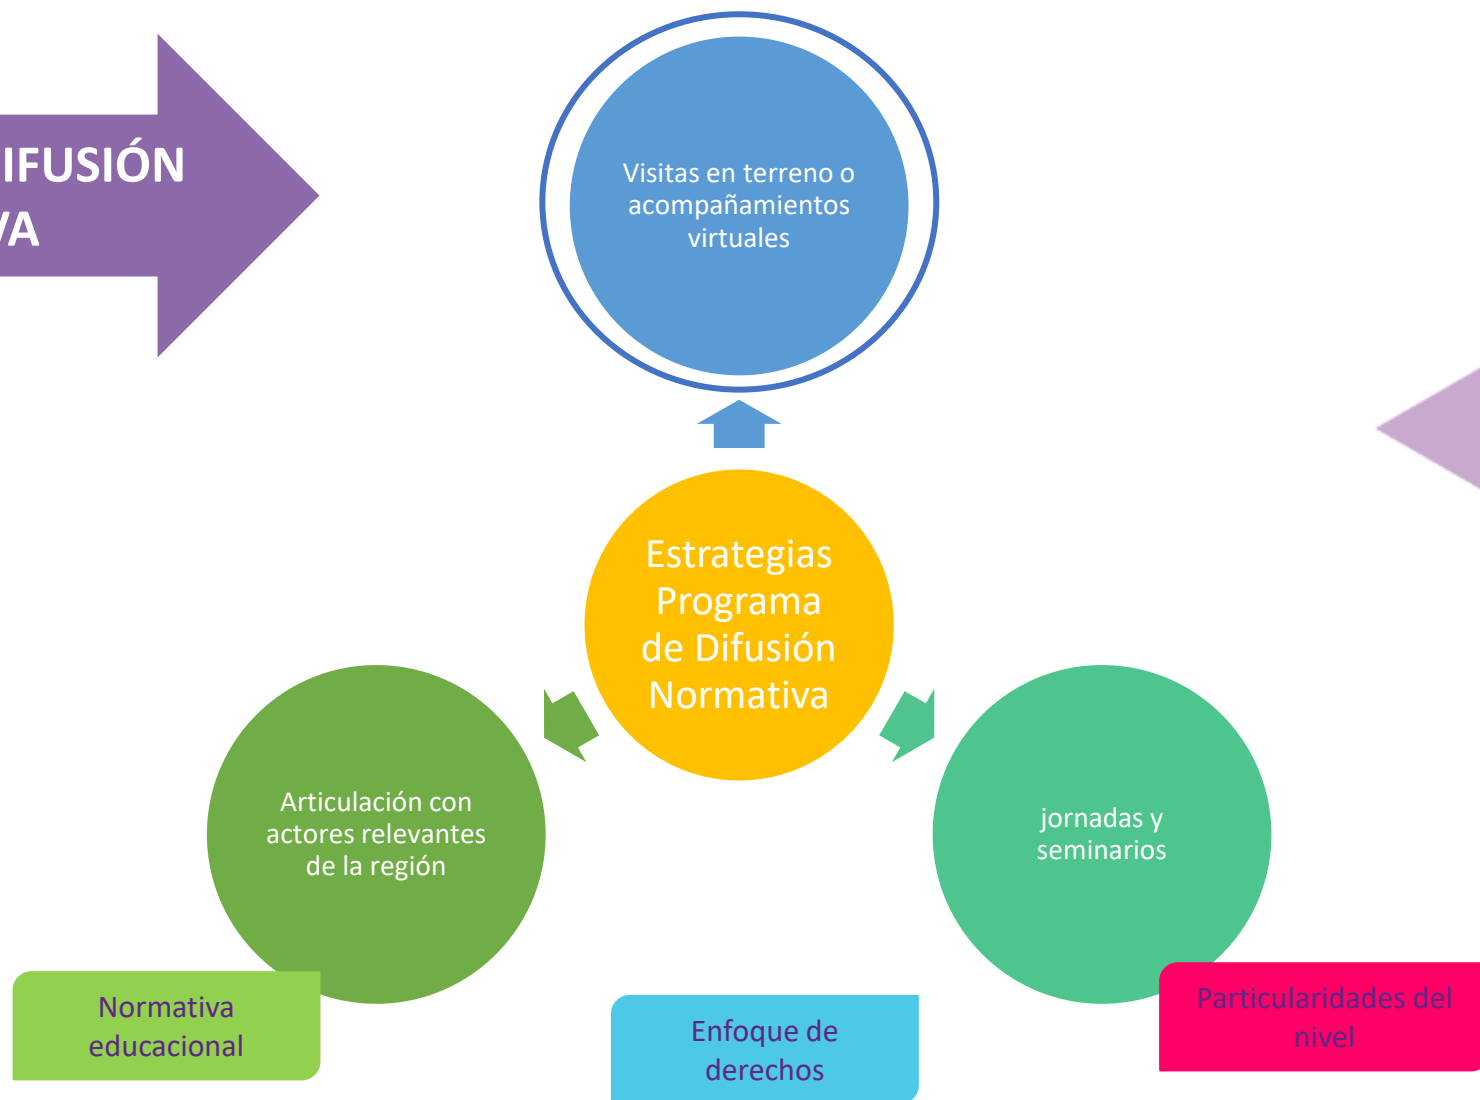 IFUSIÓN
VA
Visitas en terreno o
acompañamientos
virtuales
Estrategias
Programa
de Difusión
Normativa
Articulación con
actores relevantes
de la región
jornadas y
seminarios
Normativa
educacional
Enfoque de
derechos
Particularidades del
nivel